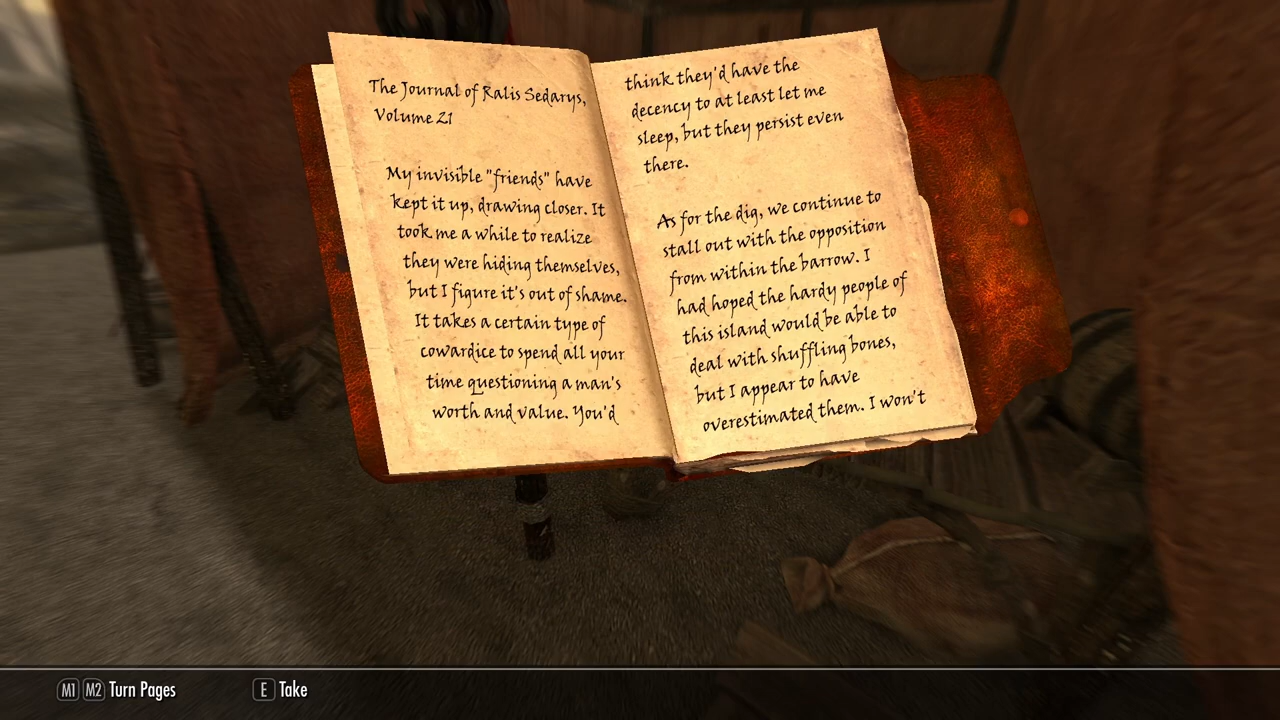 The Journal of Ralis Sedarys,
Volume 21
My invisible "friends" have
kept it up, drawing closer. It
took me a while to realize
they were hiding themselves,
but I figure it's out of shame.
It takes a certain type of
cowardice to spend all your
time questioning a man's
worth and value. You'd
think they'd have the
decency to at least let me
sleep, but they persist even
there.
As for the dig, we continue to
stall out with the opposition
from within the barrow. I
had hoped the hardy people of
this island would be able to
deal with shuffling bones,
but I appear to have
overestimated them. I won't
M1 M2 Turn Pages
E Take